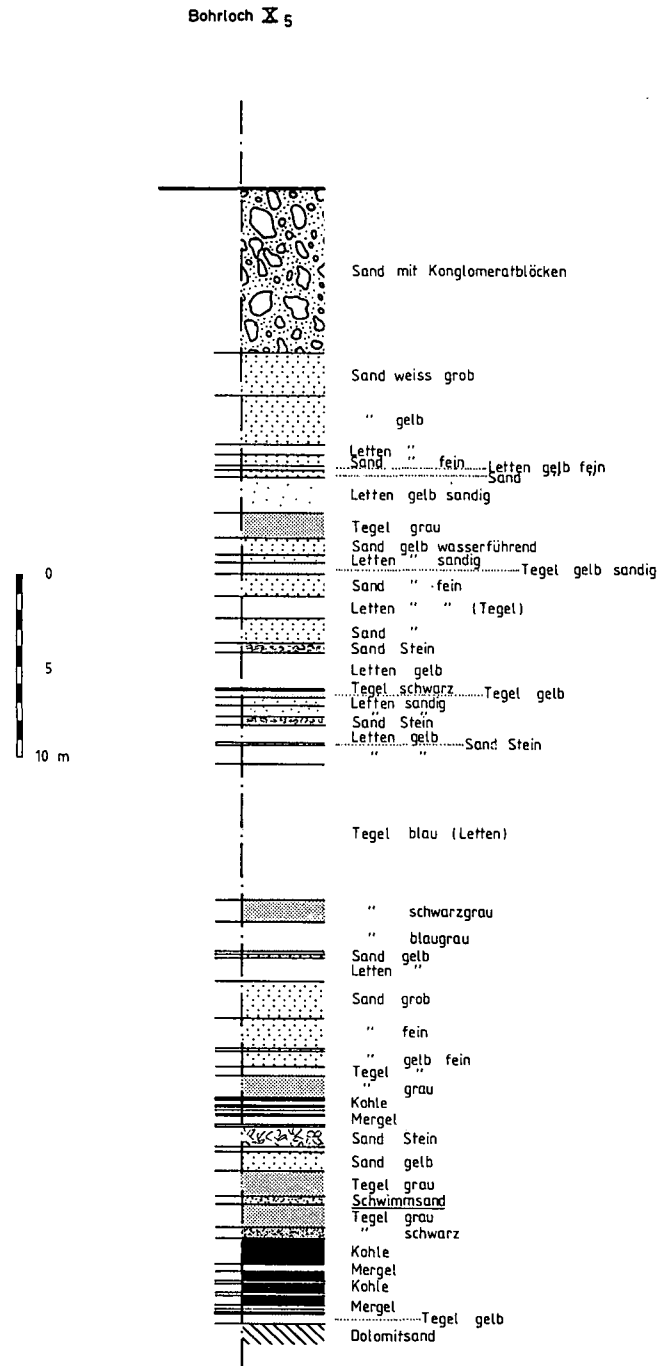 Bohrloch X 5
Sand mit Konglomeratblöcken
Sand weiss grob
" gelb
Letten "
Sand " fein
Letten gelb fein
Sand " "
Letten gelb sandig
Tegel grau
Sand gelb wasserführend
Letten " sandig
Tegel gelb sandig
0
Sand " fein
Letten " " (Tegel)
Sand "
Sand Stein
5
Letten gelb
Tegel schwarz
Tegel gelb
Letten sandig
" "
Sand Stein
Letten gelb
Sand Stein
10 m
" "
Tegel blau (Letten)
" schwarzgrau
" blaugrau
Sand gelb
Letten "
Sand grob
" fein
" gelb fein
Tegel "
" grau
Kohle
Mergel
Sand Stein
Sand gelb
Tegel grau
Schwimmsand
Tegel grau
" schwarz
Kohle
Mergel
Kohle
Mergel
Tegel gelb
Dolomitsand